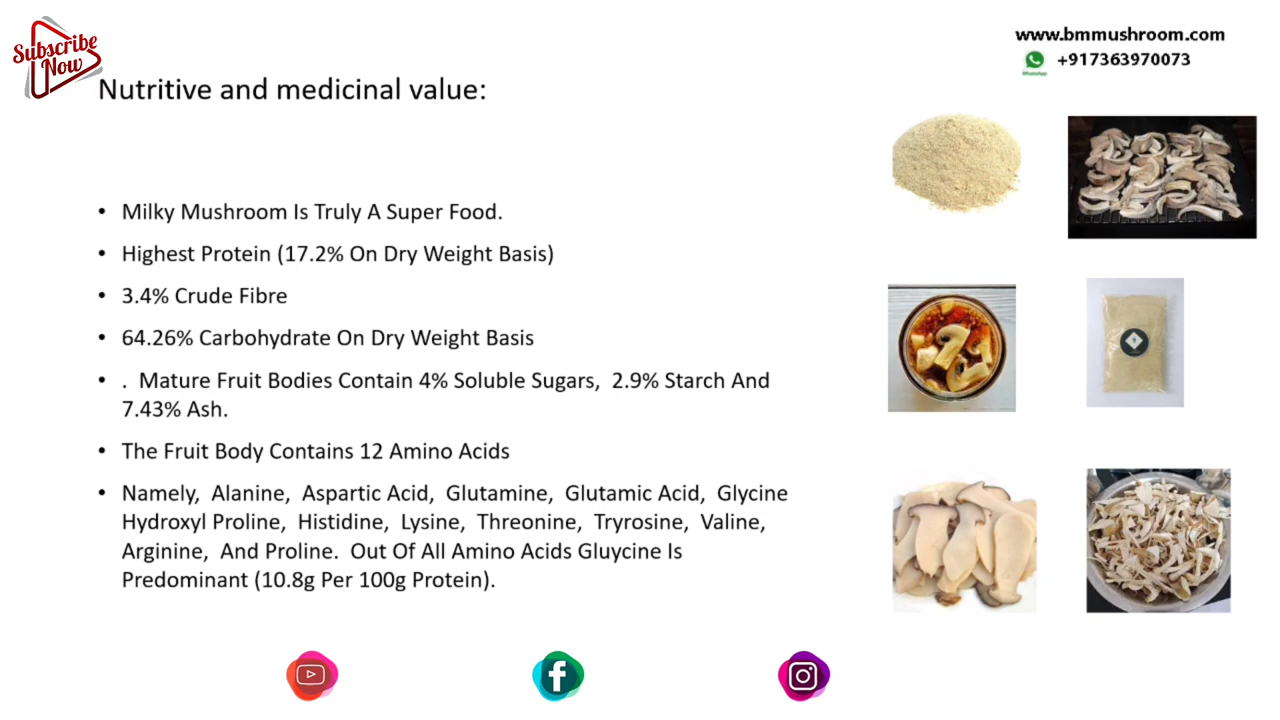 Subscribe
Now
www.bmmushroom.com
WhatsApp
+917363970073
Nutritive and medicinal value:
• Milky Mushroom Is Truly A Super Food.
• Highest Protein (17.2% On Dry Weight Basis)
• 3.4% Crude Fibre
• 64.26% Carbohydrate On Dry Weight Basis
• . Mature Fruit Bodies Contain 4% Soluble Sugars, 2.9% Starch And
7.43% Ash.
• The Fruit Body Contains 12 Amino Acids
• Namely, Alanine, Aspartic Acid, Glutamine, Glutamic Acid, Glycine
Hydroxyl Proline, Histidine, Lysine, Threonine, Tryrosine, Valine,
Arginine, And Proline. Out Of All Amino Acids Gluycine Is
Predominant (10.8g Per 100g Protein).